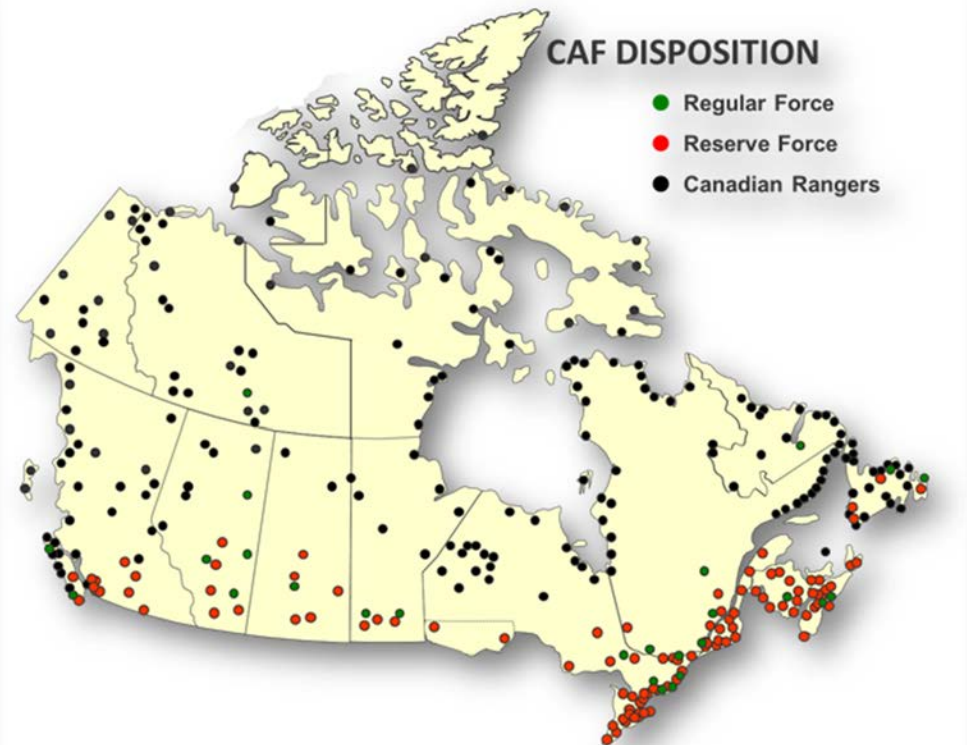 CAF DISPOSITION
Regular Force
Reserve Force
Canadian Rangers